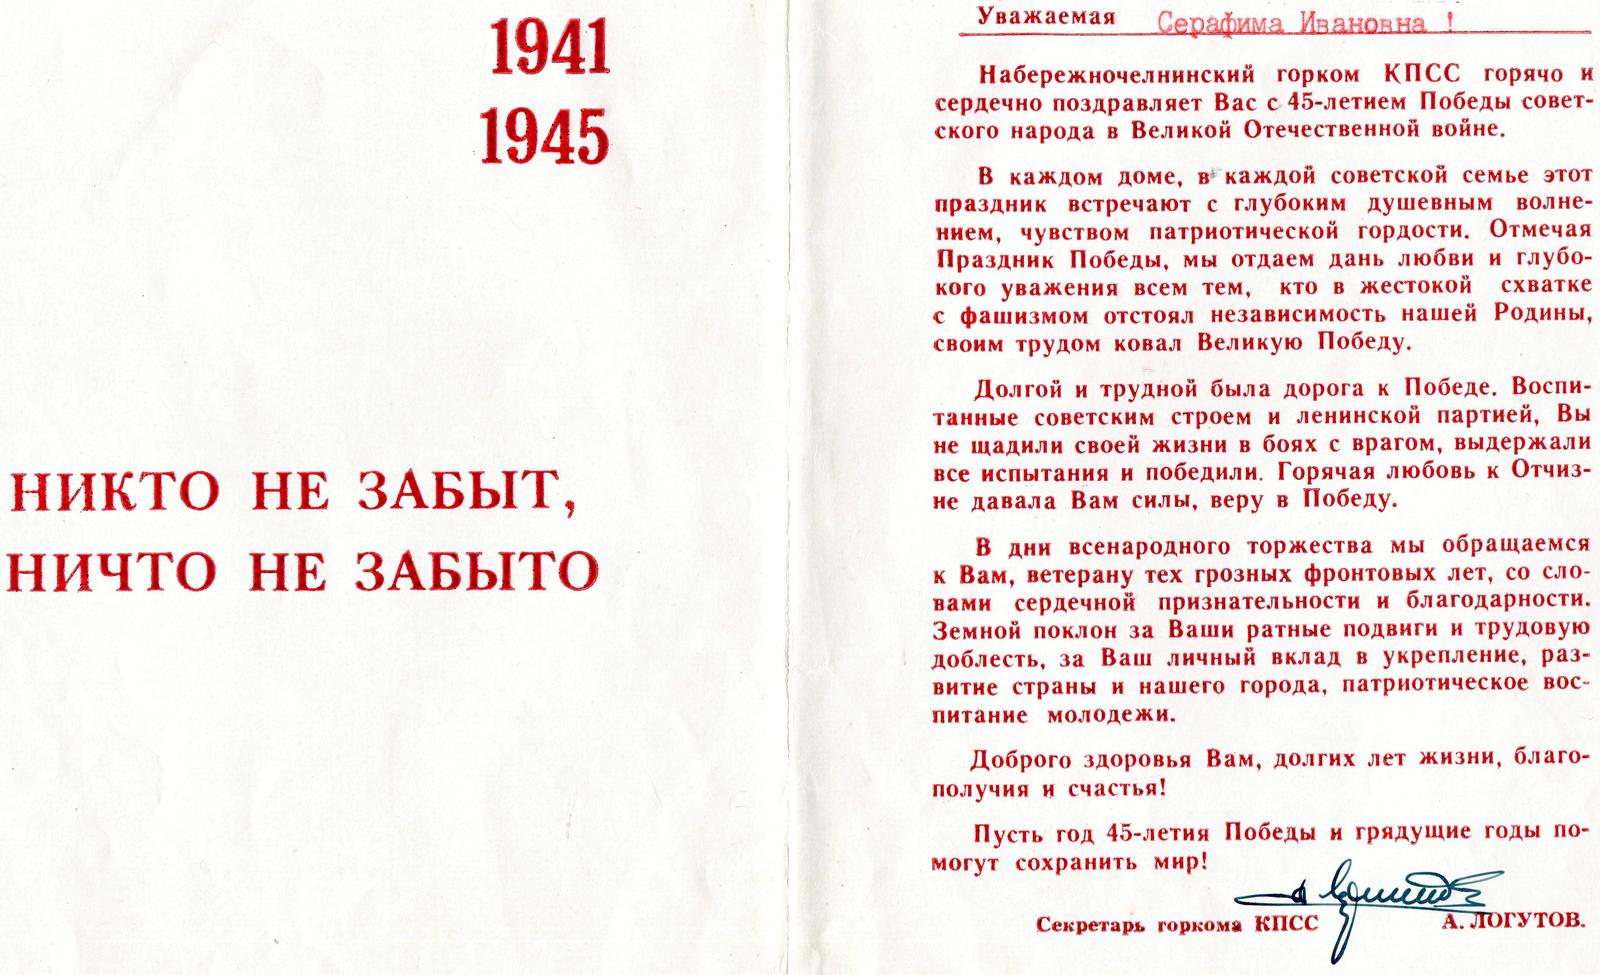 1941
1945
НИКТО НЕ ЗАБЫТ,
НИЧТО НЕ ЗАБЫТО
Уважаемая Серафима Ивановна !
Набережночелнинский горком КПСС горячо и
сердечно поздравляет Вас с 45-летием Победы совет-
ского народа в Великой Отечественной войне.
В каждом доме, в каждой советской семье этот
праздник встречают с глубоким душевным волне-
нием, чувством патриотической гордости. Отмечая
Праздник Победы, мы отдаем дань любви и глубо-
кого уважения всем тем, кто в жестокой схватке
с фашизмом отстоял независимость нашей Родины,
своим трудом ковал Великую Победу.
Долгой и трудной была дорога к Победе. Воспи-
танные советским строем и ленинской партией, Вы
не щадили своей жизни в боях с врагом, выдержали
все испытания и победили. Горячая любовь к Отчиз-
не давала Вам силы, веру в Победу.
В дни всенародного торжества мы обращаемся
к Вам, ветерану тех грозных фронтовых лет, со сло-
вами сердечной признательности и благодарности.
Земной поклон за Ваши ратные подвиги и трудовую
доблесть, за Ваш личный вклад в укрепление, раз-
витие страны и нашего города, патриотическое вос-
питание молодежи.
Доброго здоровья Вам, долгих лет жизни, благо-
получия и счастья!
Пусть год 45-летия Победы и грядущие годы по-
могут сохранить мир!
Секретарь горкома КПСС А. ЛОГУТОВ.